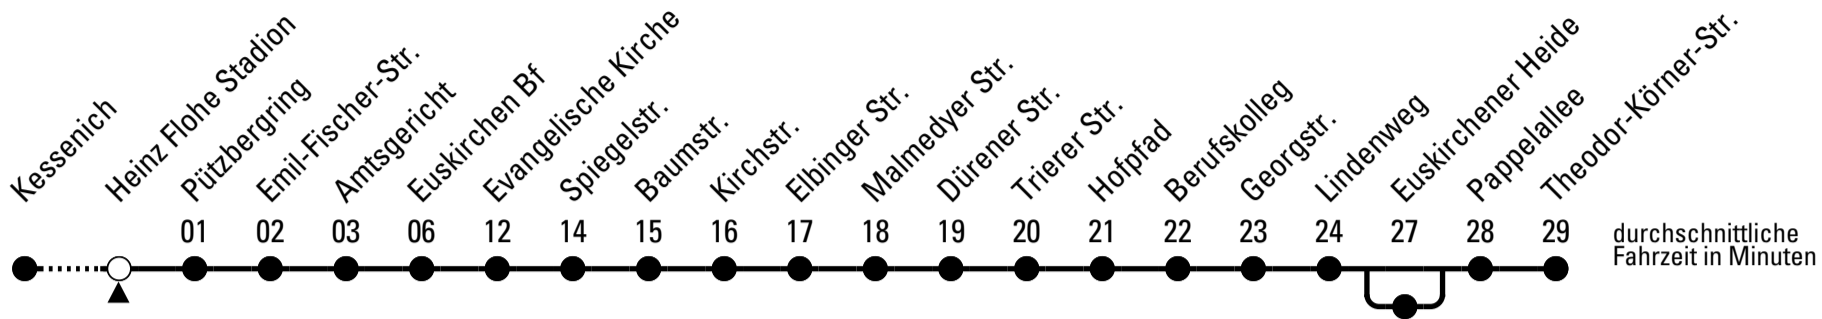 Kessenich
Heinz Flohe Stadion
Pützbergring
Emil-Fischer-Str.
Amtsgericht
Euskirchen Bf
Evangelische Kirche
Spiegelstr.
Baumstr.
Kirchstr.
Elbinger Str.
Malmedyer Str.
Dürener Str.
Trierer Str.
Hofpfad
Berufskolleg
Georgstr.
Lindenweg
Euskirchener Heide
Pappelallee
Theodor-Körner-Str.
01 02 03 06 12 14 15 16 17 18 19 20 21 22 23 24 27 28 29
durchschnittliche
Fahrzeit in Minuten